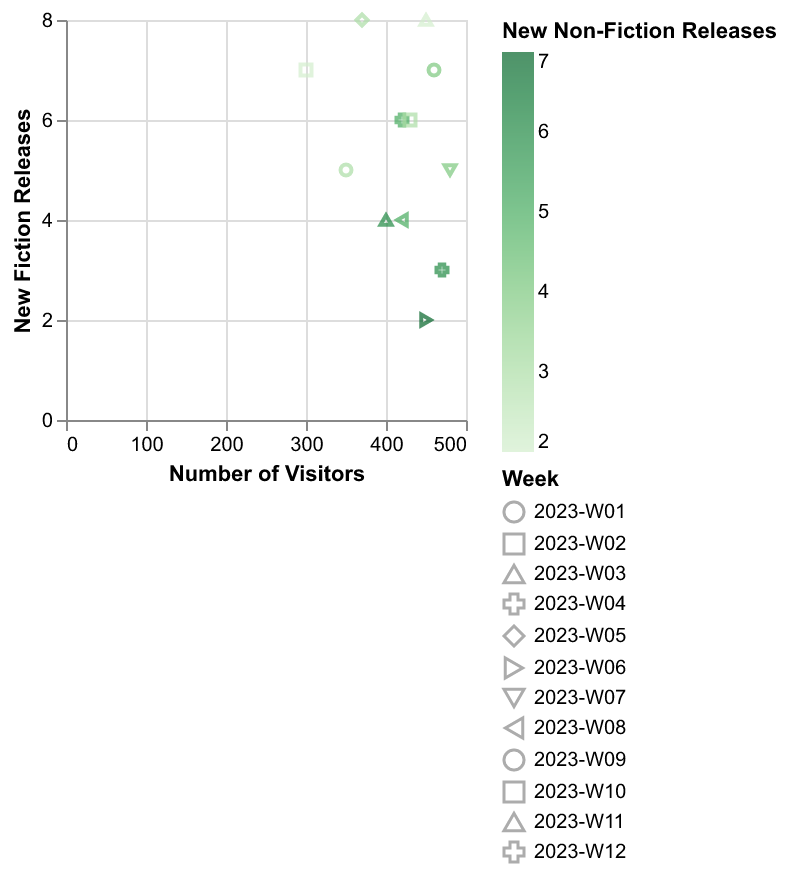 New Non-Fiction Releases
7
6
5
4
3
2
8
6
4
2
0
New Fiction Releases
0 100 200 300 400 500
Number of Visitors
Week
2023-W01
2023-W02
2023-W03
2023-W04
2023-W05
2023-W06
2023-W07
2023-W08
2023-W09
2023-W10
2023-W11
2023-W12